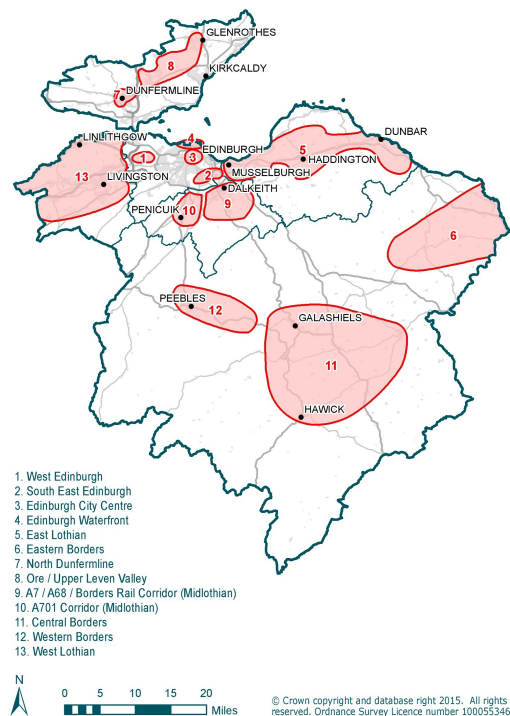 GLENROTHES
8
KIRKCALDY
7
DUNFERMLINE
LINLITHGOW
4
EDINBURGH
DUNBAR
1
3
5
HADDINGTON
2
MUSSELBURGH
13
LIVINGSTON
DALKEITH
PENICUIK
10
9
6
PEEBLES
12
GALASHIELS
11
HAWICK
1. West Edinburgh
2. South East Edinburgh
3. Edinburgh City Centre
4. Edinburgh Waterfront
5. East Lothian
6. Eastern Borders
7. North Dunfermline
8. Ore / Upper Leven Valley
9. A7 / A68 / Borders Rail Corridor (Midlothian)
10. A701 Corridor (Midlothian)
11. Central Borders
12. Western Borders
13. West Lothian
N
0 5 10 15 20
Miles
© Crown copyright and database right 2015. All rights
reserved. Ordnance Survey Licence number 100055346